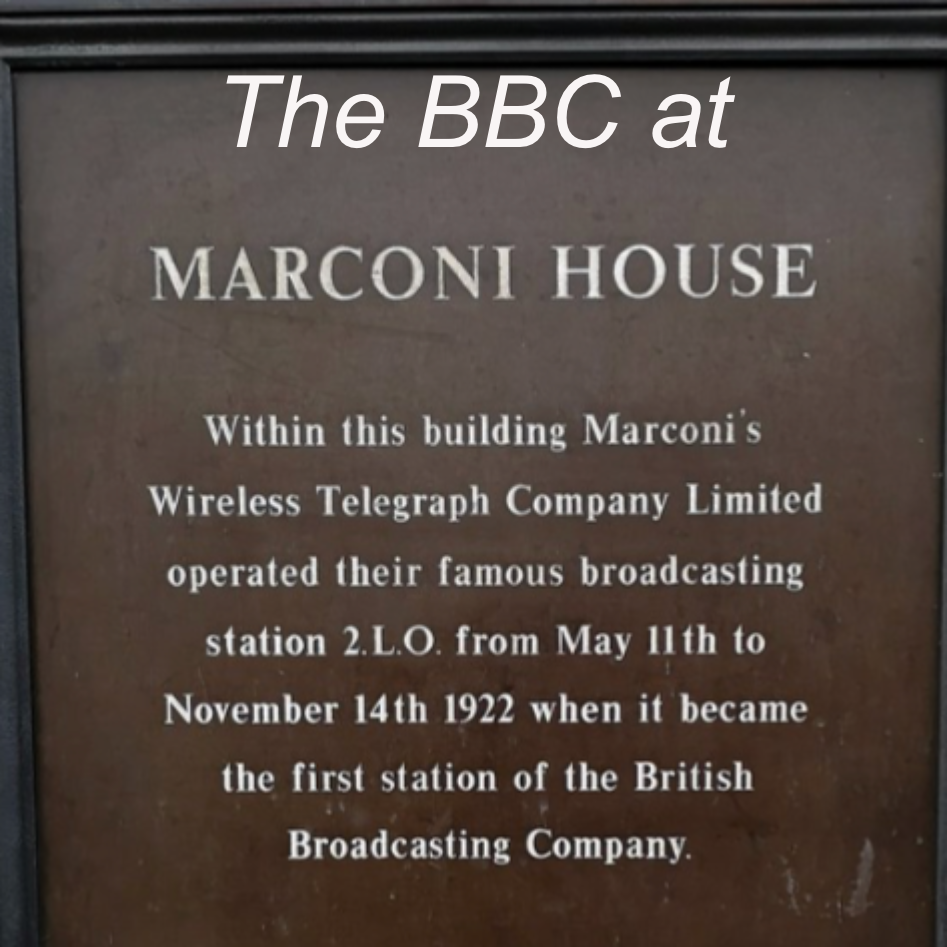 The BBC at
MARCONI HOUSE
Within this building Marconi's
Wireless Telegraph Company Limited
operated their famous broadcasting
station 2.L.O. from May 11th to
November 14th 1922 when it became
the first station of the British
Broadcasting Company.